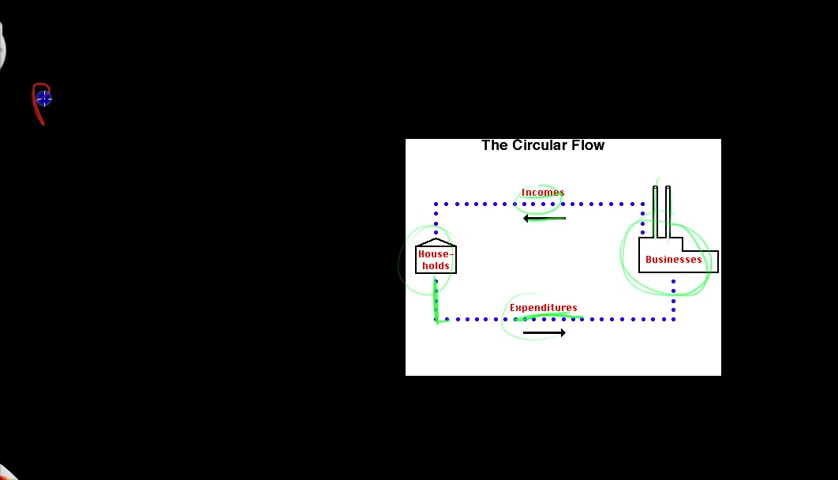 The Circular Flow
Incomes
House-
holds
Businesses
Expenditures